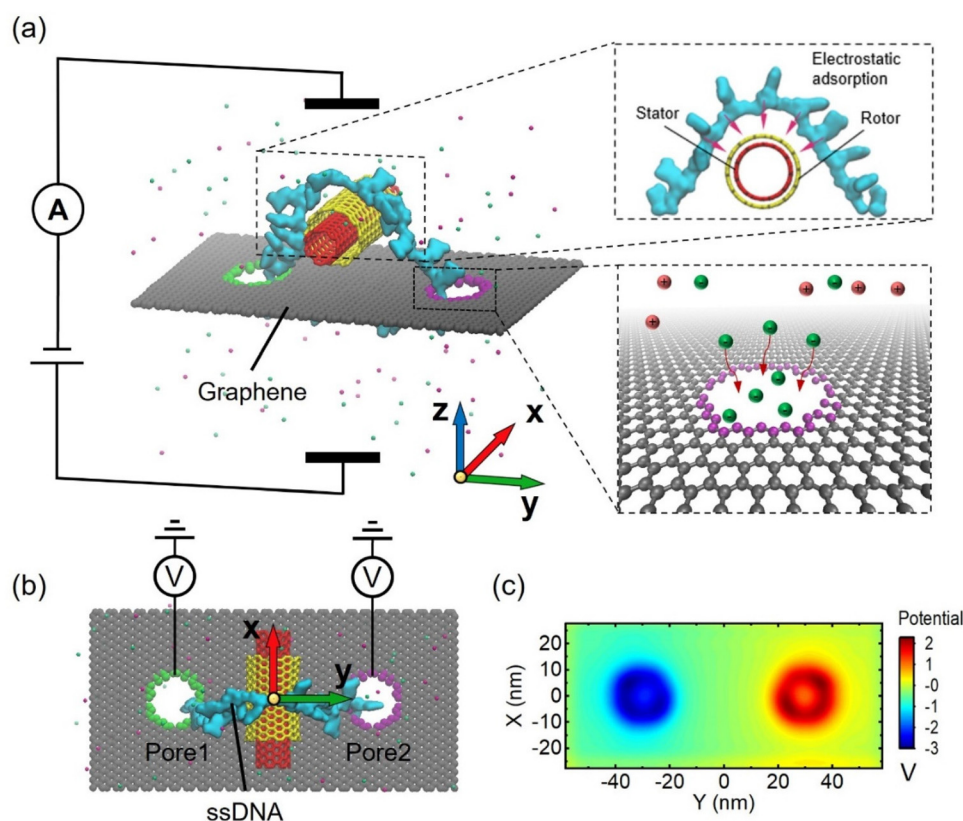 (a)
Electrostatic
adsorption
Stator
Rotor
A
Graphene
z
x
y
+
-
+
-
+
+
+
-
-
-
-
-
-
-
(b)
V
V
x
y
Pore1
Pore2
ssDNA
(c)
Potential
X (nm)
20
10
0
-10
-20
2
1
0
-0
-1
-2
-3
V
-40
-20
0
20
40
Y (nm)